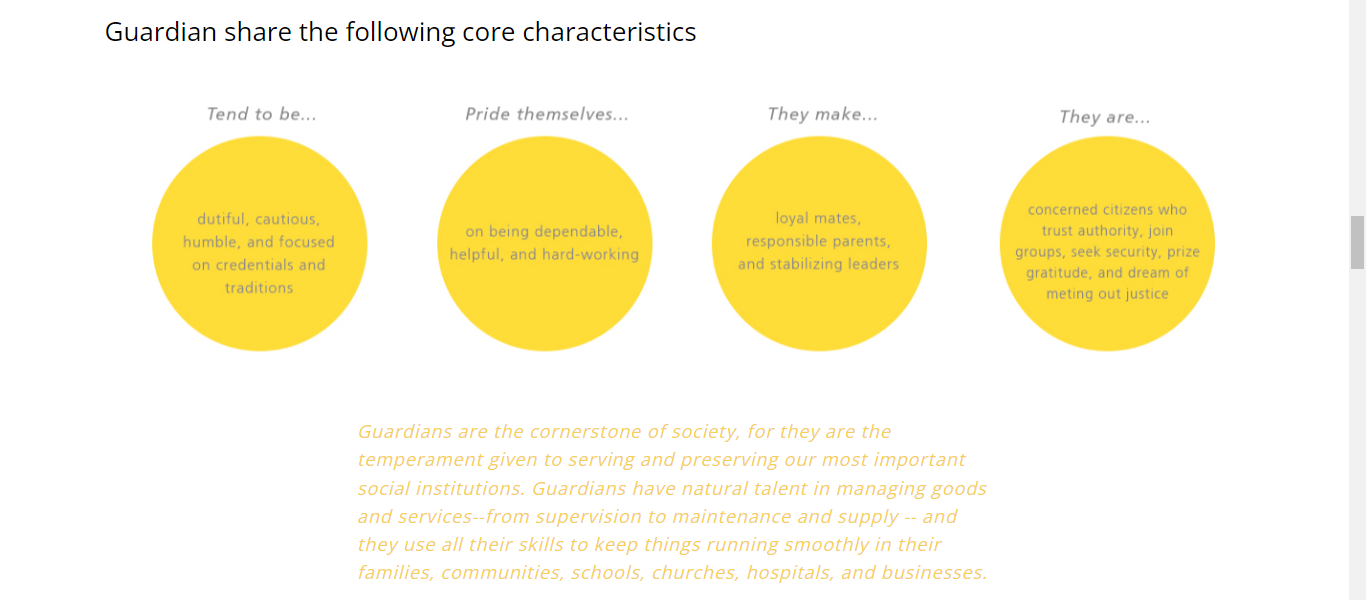 Guardian share the following core characteristics
Tend to be...
dutiful, cautious,
humble, and focused
on credentials and
traditions
Pride themselves...
on being dependable,
helpful, and hard-working
They make...
loyal mates,
responsible parents,
and stabilizing leaders
They are...
concerned citizens who
trust authority, join
groups, seek security, prize
gratitude, and dream of
meting out justice
Guardians are the cornerstone of society, for they are the
temperament given to serving and preserving our most important
social institutions. Guardians have natural talent in managing goods
and services--from supervision to maintenance and supply -- and
they use all their skills to keep things running smoothly in their
families, communities, schools, churches, hospitals, and businesses.